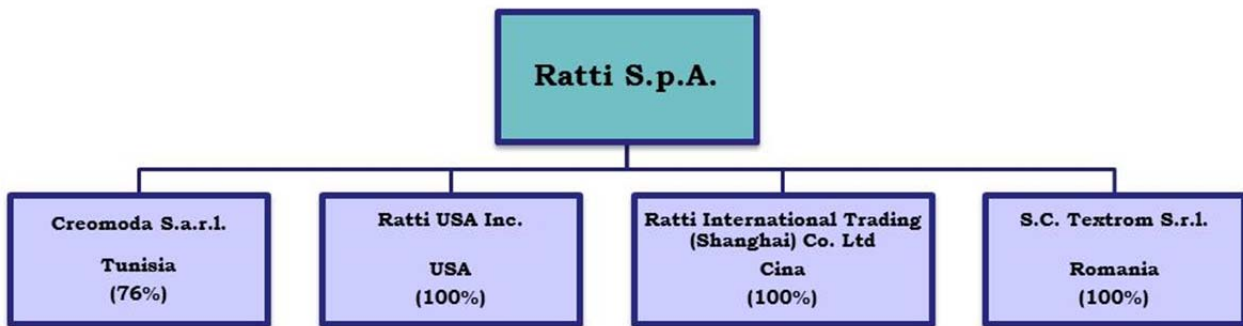 Ratti S.p.A.
Creomoda S.a.r.l.
Tunisia
(76%)
Ratti USA Inc.
USA
(100%)
Ratti International Trading
(Shanghai) Co. Ltd
Cina
(100%)
S.C. Textrom S.r.l.
Romania
(100%)